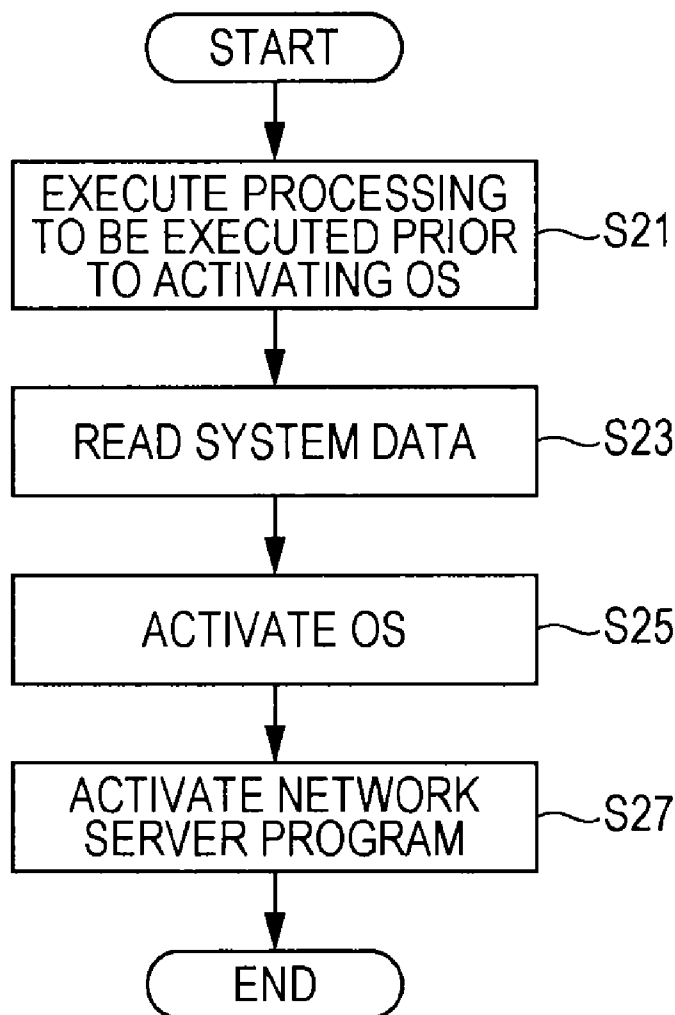 START
EXECUTE PROCESSING
TO BE EXECUTED PRIOR
TO ACTIVATING OS
S21
READ SYSTEM DATA
S23
ACTIVATE OS
S25
ACTIVATE NETWORK
SERVER PROGRAM
S27
END